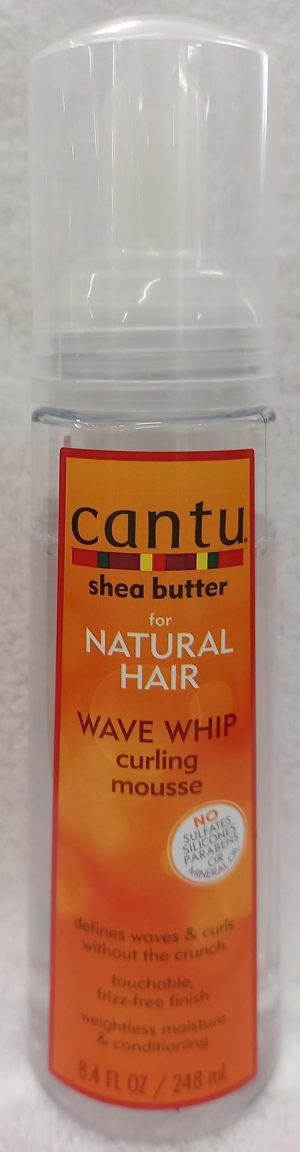 cantu®
shea butter
for
NATURAL
HAIR
WAVE WHIP
curling
mousse
NO
SULFATES,
SILICONES,
PARABENS
OR
MINERAL OIL
defines waves & curls
without the crunch
touchable,
frizz-free finish
weightless moisture
& conditioning
8.4 FL OZ / 248 mL